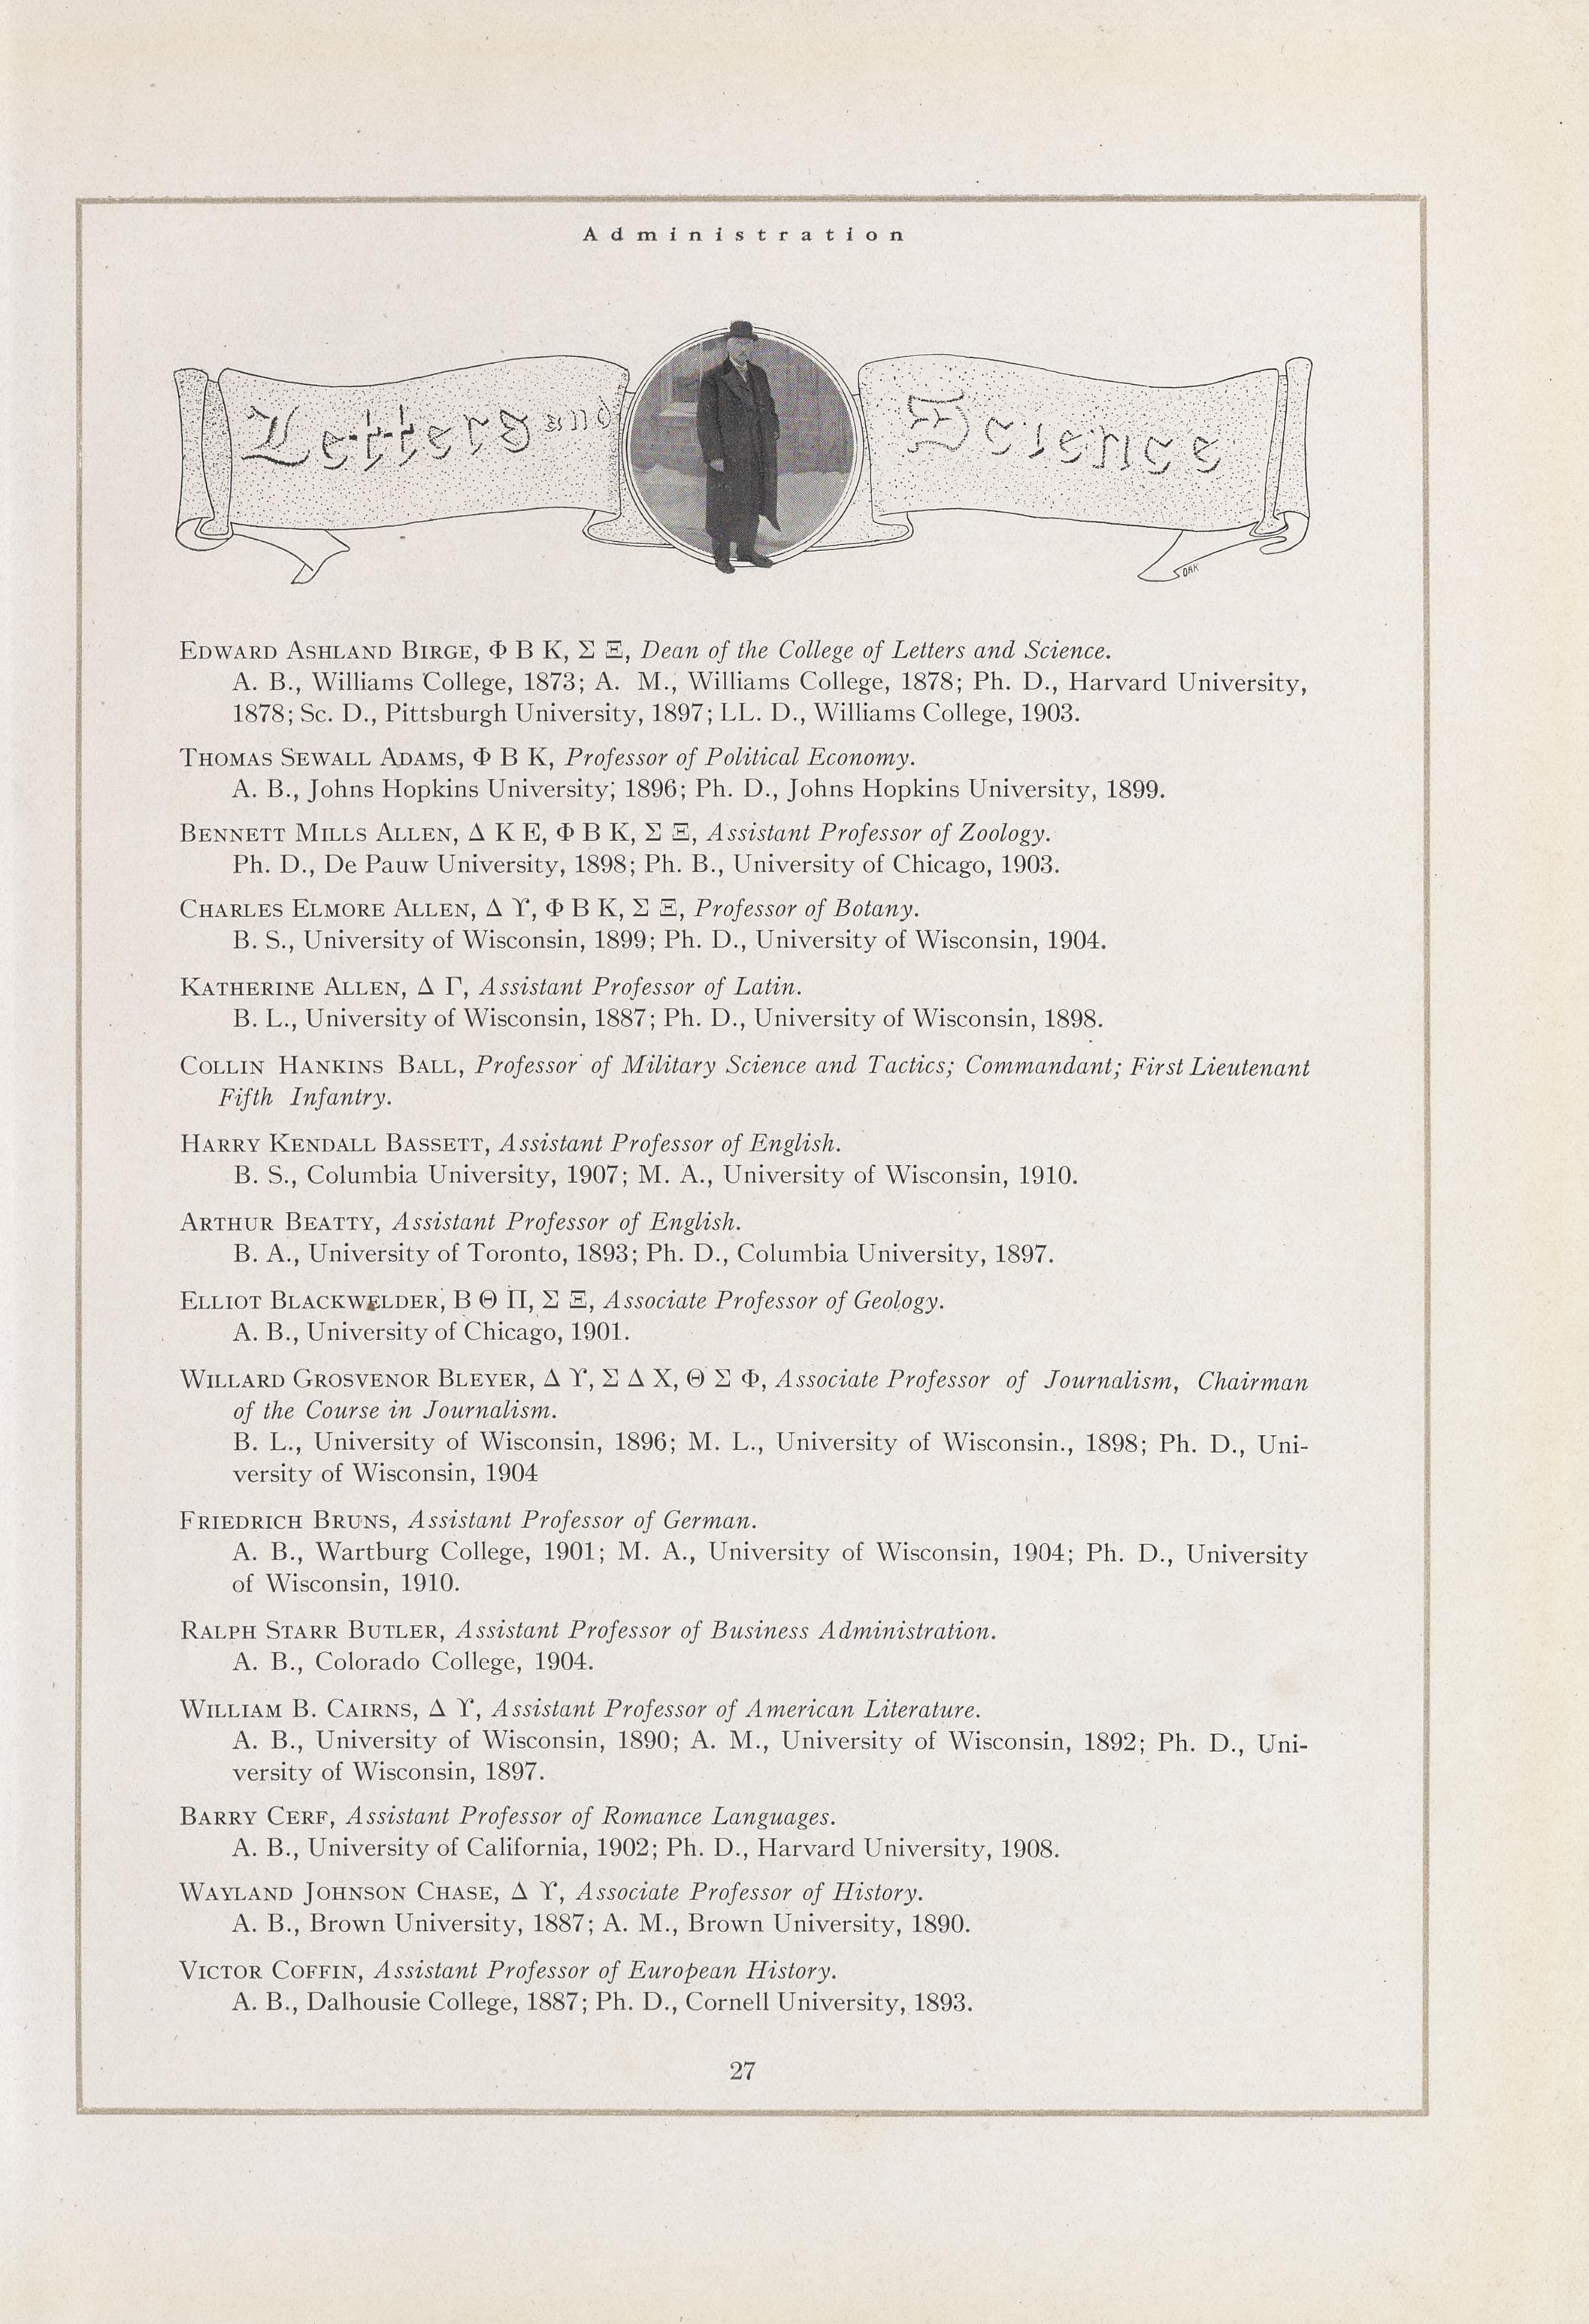 Administration
Letters and Science
OAK
EDWARD ASHLAND BIRGE, Φ B K, Σ Ξ, Dean of the College of Letters and Science.
A. B., Williams College, 1873; A. M., Williams College, 1878; Ph. D., Harvard University,
1878; Sc. D., Pittsburgh University, 1897; LL. D., Williams College, 1903.
THOMAS SEWALL ADAMS, Φ B K, Professor of Political Economy.
A. B., Johns Hopkins University; 1896; Ph. D., Johns Hopkins University, 1899.
BENNETT MILLS ALLEN, Δ K E, Φ B K, Σ Ξ, Assistant Professor of Zoology.
Ph. D., De Pauw University, 1898; Ph. B., University of Chicago, 1903.
CHARLES ELMORE ALLEN, Δ ϒ, Φ B K, Σ Ξ, Professor of Botany.
B. S., University of Wisconsin, 1899; Ph. D., University of Wisconsin, 1904.
KATHERINE ALLEN, Δ Γ, Assistant Professor of Latin.
B. L., University of Wisconsin, 1887; Ph. D., University of Wisconsin, 1898.
COLLIN HANKINS BALL, Professor of Military Science and Tactics; Commandant; First Lieutenant
Fifth Infantry.
HARRY KENDALL BASSETT, Assistant Professor of English.
B. S., Columbia University, 1907; M. A., University of Wisconsin, 1910.
ARTHUR BEATTY, Assistant Professor of English.
B. A., University of Toronto, 1893; Ph. D., Columbia University, 1897.
ELLIOT BLACKWELDER, B Θ Π, Σ Ξ, Associate Professor of Geology.
A. B., University of Chicago, 1901.
WILLARD GROSVENOR BLEYER, Δ ϒ, Σ Δ X, Θ Σ Φ, Associate Professor of Journalism, Chairman
of the Course in Journalism.
B. L., University of Wisconsin, 1896; M. L., University of Wisconsin., 1898; Ph. D., Uni-
versity of Wisconsin, 1904
FRIEDRICH BRUNS, Assistant Professor of German.
A. B., Wartburg College, 1901; M. A., University of Wisconsin, 1904; Ph. D., University
of Wisconsin, 1910.
RALPH STARR BUTLER, Assistant Professor of Business Administration.
A. B., Colorado College, 1904.
WILLIAM B. CAIRNS, Δ ϒ, Assistant Professor of American Literature.
A. B., University of Wisconsin, 1890; A. M., University of Wisconsin, 1892; Ph. D., Uni-
versity of Wisconsin, 1897.
BARRY CERF, Assistant Professor of Romance Languages.
A. B., University of California, 1902; Ph. D., Harvard University, 1908.
WAYLAND JOHNSON CHASE, Δ ϒ, Associate Professor of History.
A. B., Brown University, 1887; A. M., Brown University, 1890.
VICTOR COFFIN, Assistant Professor of European History.
A. B., Dalhousie College, 1887; Ph. D., Cornell University, 1893.
27